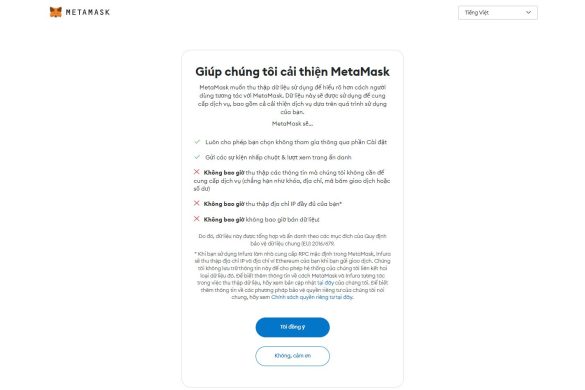 METAMASK
Tiếng Việt
Giúp chúng tôi cải thiện MetaMask
MetaMask muốn thu thập dữ liệu sử dụng để hiểu rõ hơn cách người
dùng tương tác với MetaMask. Dữ liệu này sẽ được sử dụng để cung
cấp dịch vụ, bao gồm cả cải thiện dịch vụ dựa trên quá trình sử dụng
của bạn.
MetaMask sẽ...
Luôn cho phép bạn chọn không tham gia thông qua phần Cài đặt
Gửi các sự kiện nhấp chuột & lượt xem trang ẩn danh
Không bao giờ thu thập các thông tin mà chúng tôi không cần để
cung cấp dịch vụ (chẳng hạn như khóa, địa chỉ, mã băm giao dịch hoặc
số dư)
Không bao giờ thu thập địa chỉ IP đầy đủ của bạn*
Không bao giờ không bao giờ bán dữ liệu!
Do đó, dữ liệu này được tổng hợp và ẩn danh theo các mục đích của Quy định
bảo vệ dữ liệu chung (EU) 2016/679.
* Khi bạn sử dụng Infura làm nhà cung cấp RPC mặc định trong MetaMask, Infura
sẽ thu thập địa chỉ IP và địa chỉ ví Ethereum của bạn khi bạn gửi giao dịch. Chúng
tôi không lưu trữ thông tin này để cho phép hệ thống của chúng tôi liên kết hai
loại dữ liệu đó. Để biết thêm thông tin về cách MetaMask và Infura tương tác
trong việc thu thập dữ liệu, hãy xem bản cập nhật tại đây của chúng tôi. Để biết
thêm thông tin về các phương pháp bảo vệ quyền riêng tư của chúng tôi nói
chung, hãy xem Chính sách quyền riêng tư tại đây.
Tôi đồng ý
Không, cảm ơn